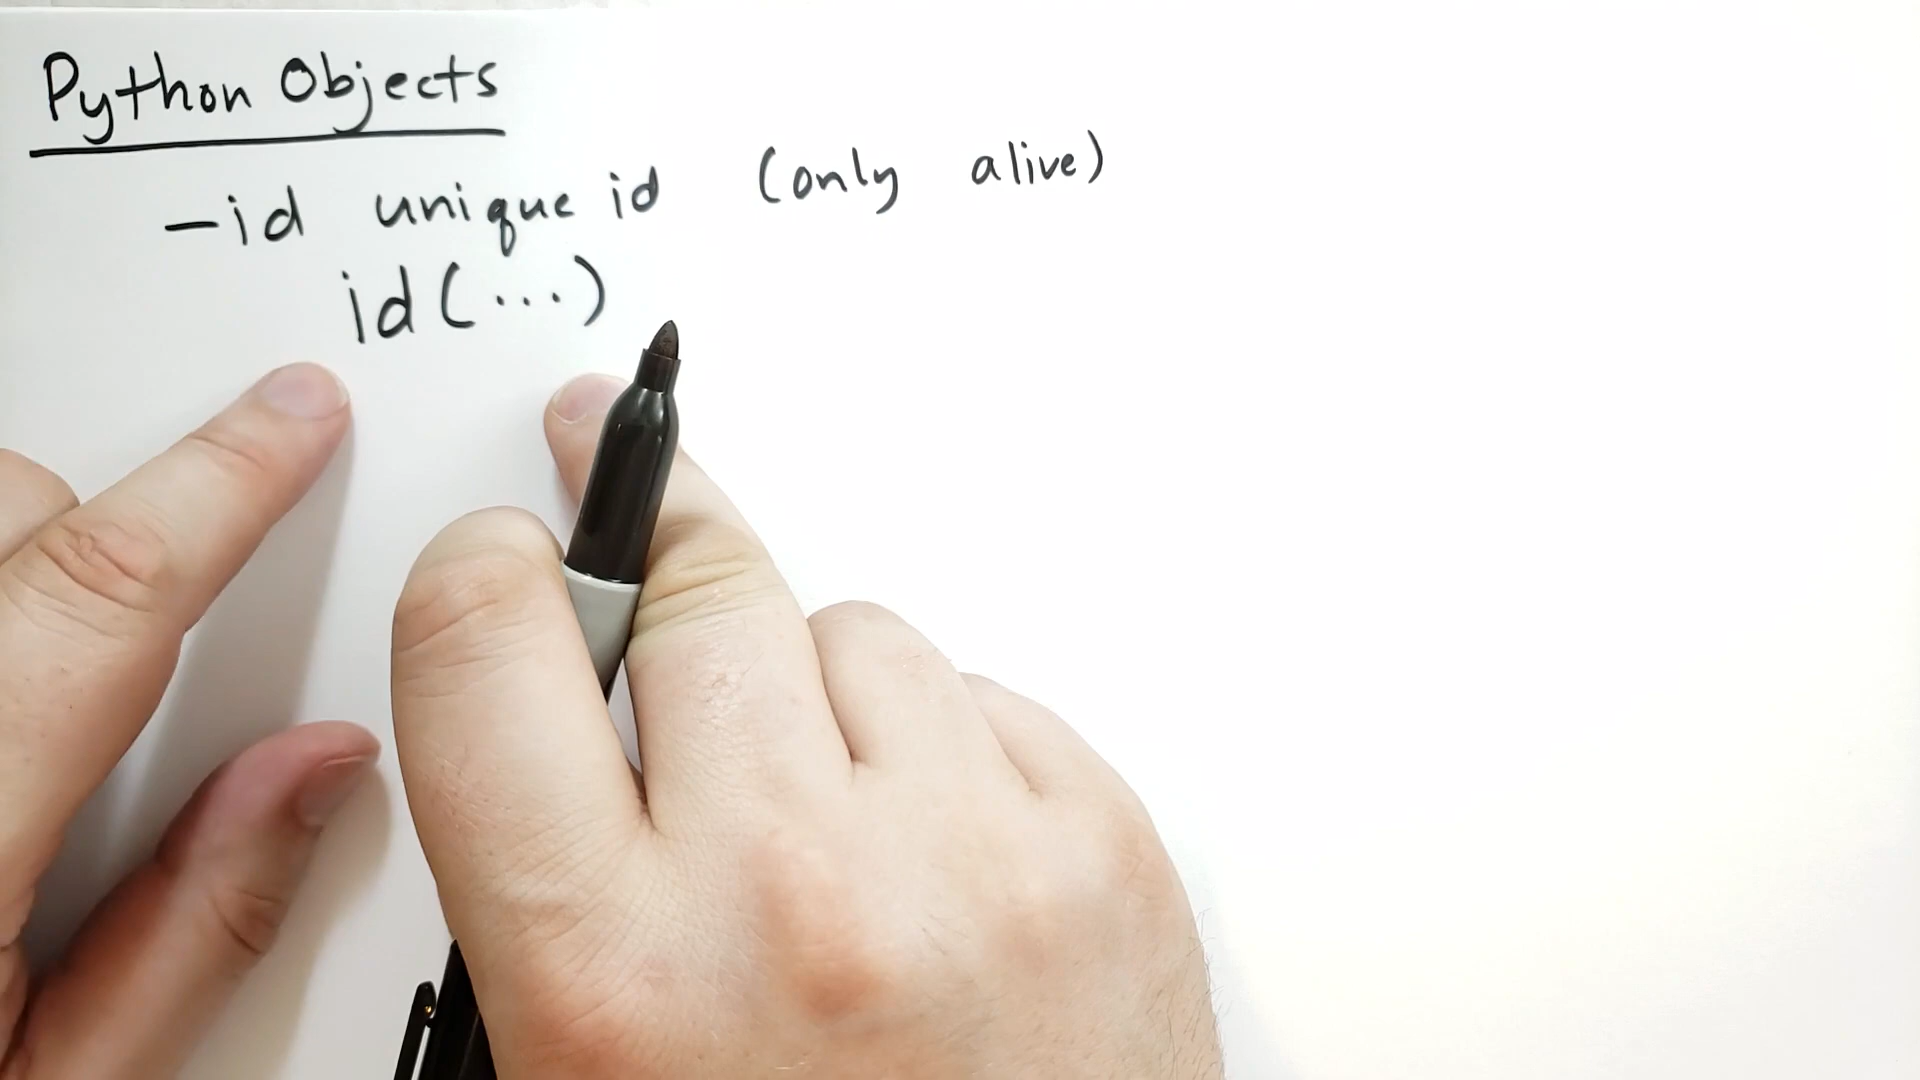 Python Objects
- id unique id (only alive)
id(...)